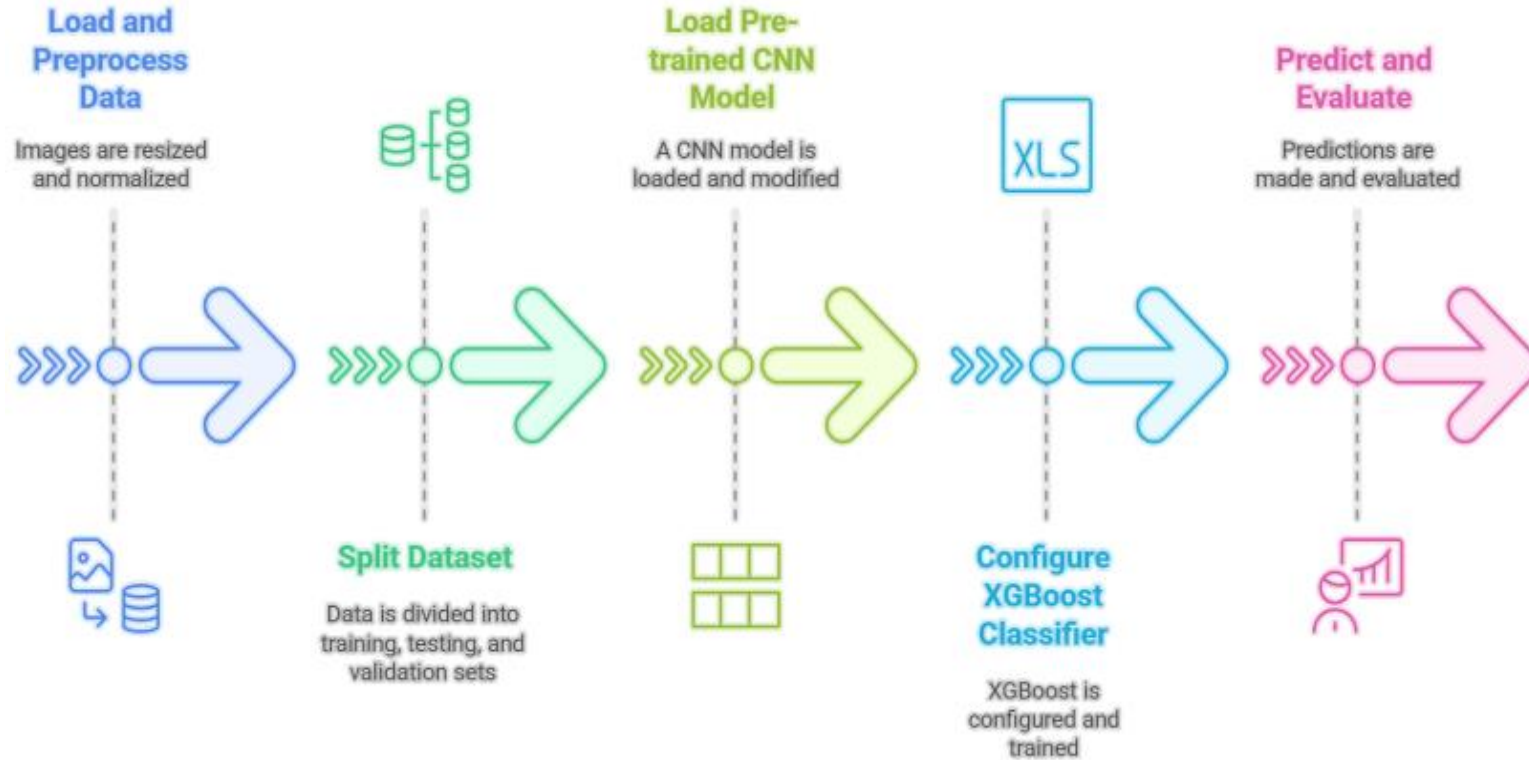 Load and
Preprocess
Data
Images are resized
and normalized
Split Dataset
Data is divided into
training, testing, and
validation sets
Load Pre-
trained CNN
Model
A CNN model is
loaded and modified
XLS
Configure
XGBoost
Classifier
XGBoost is
configured and
trained
Predict and
Evaluate
Predictions are
made and evaluated